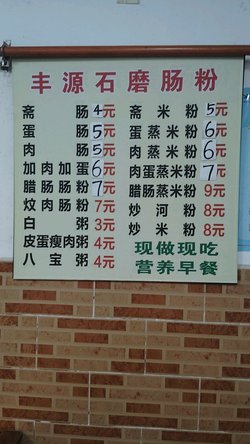 丰源石磨肠粉
斋肠4元 斋米粉5元
蛋肠5元 蛋蒸米粉6元
肉肠5元 肉蒸米粉6元
加肉加蛋6元 肉蛋蒸米粉7元
腊肠肠粉7元 腊肠蒸米粉9元
炆肉肠粉7元 炒河粉8元
白粥3元 炒米粉8元
皮蛋瘦肉粥4元 现做现吃
八宝粥4元 营养早餐